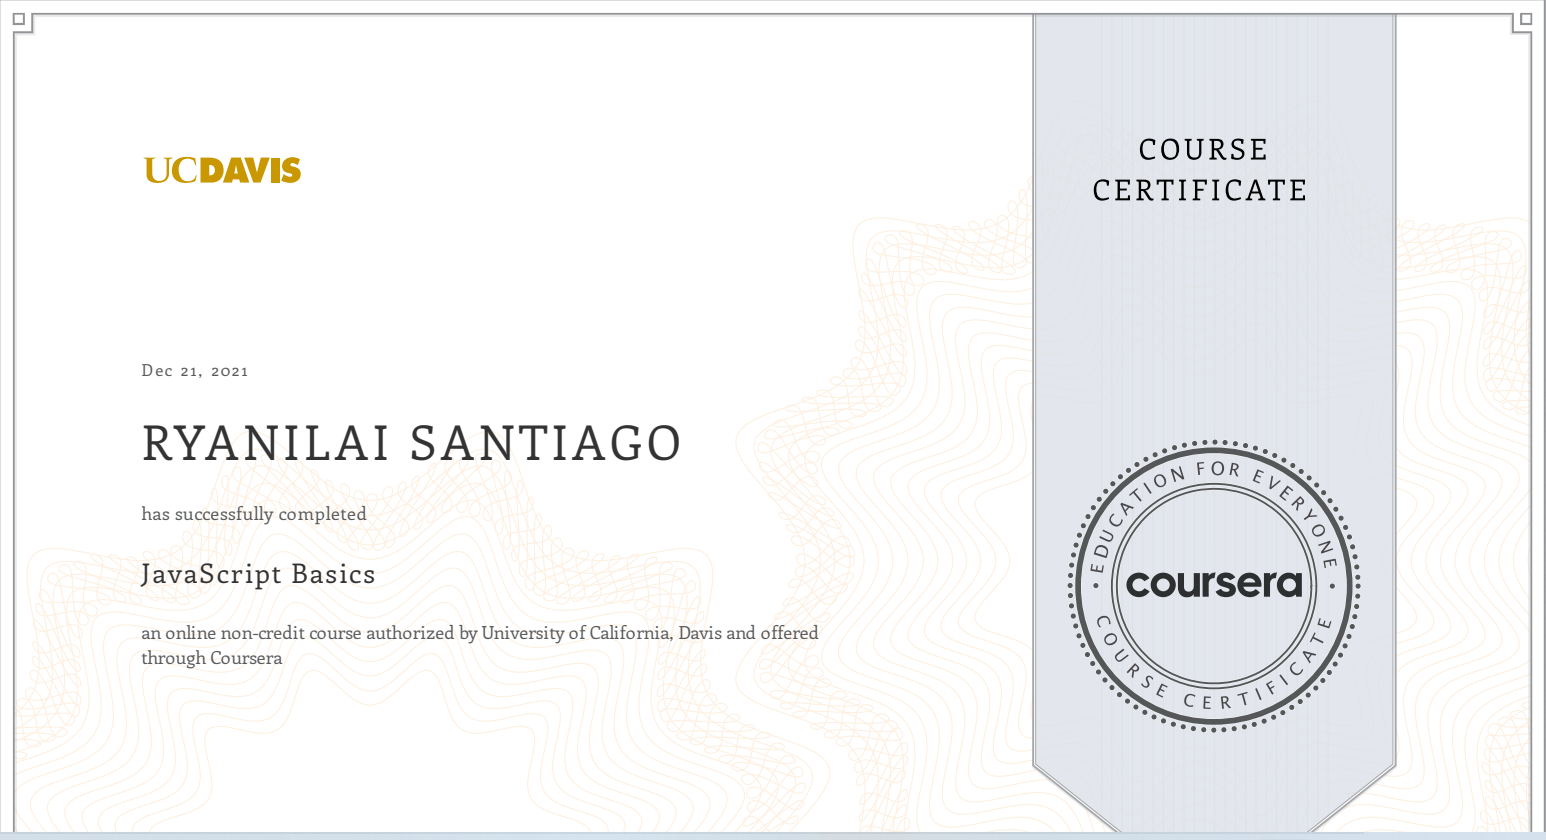 UCDAVIS
COURSE
CERTIFICATE
Dec 21, 2021
RYANILAI SANTIAGO
has successfully completed
JavaScript Basics
an online non-credit course authorized by University of California, Davis and offered
through Coursera
EDUCATION FOR EVERYONE
coursera
COURSE CERTIFICATE